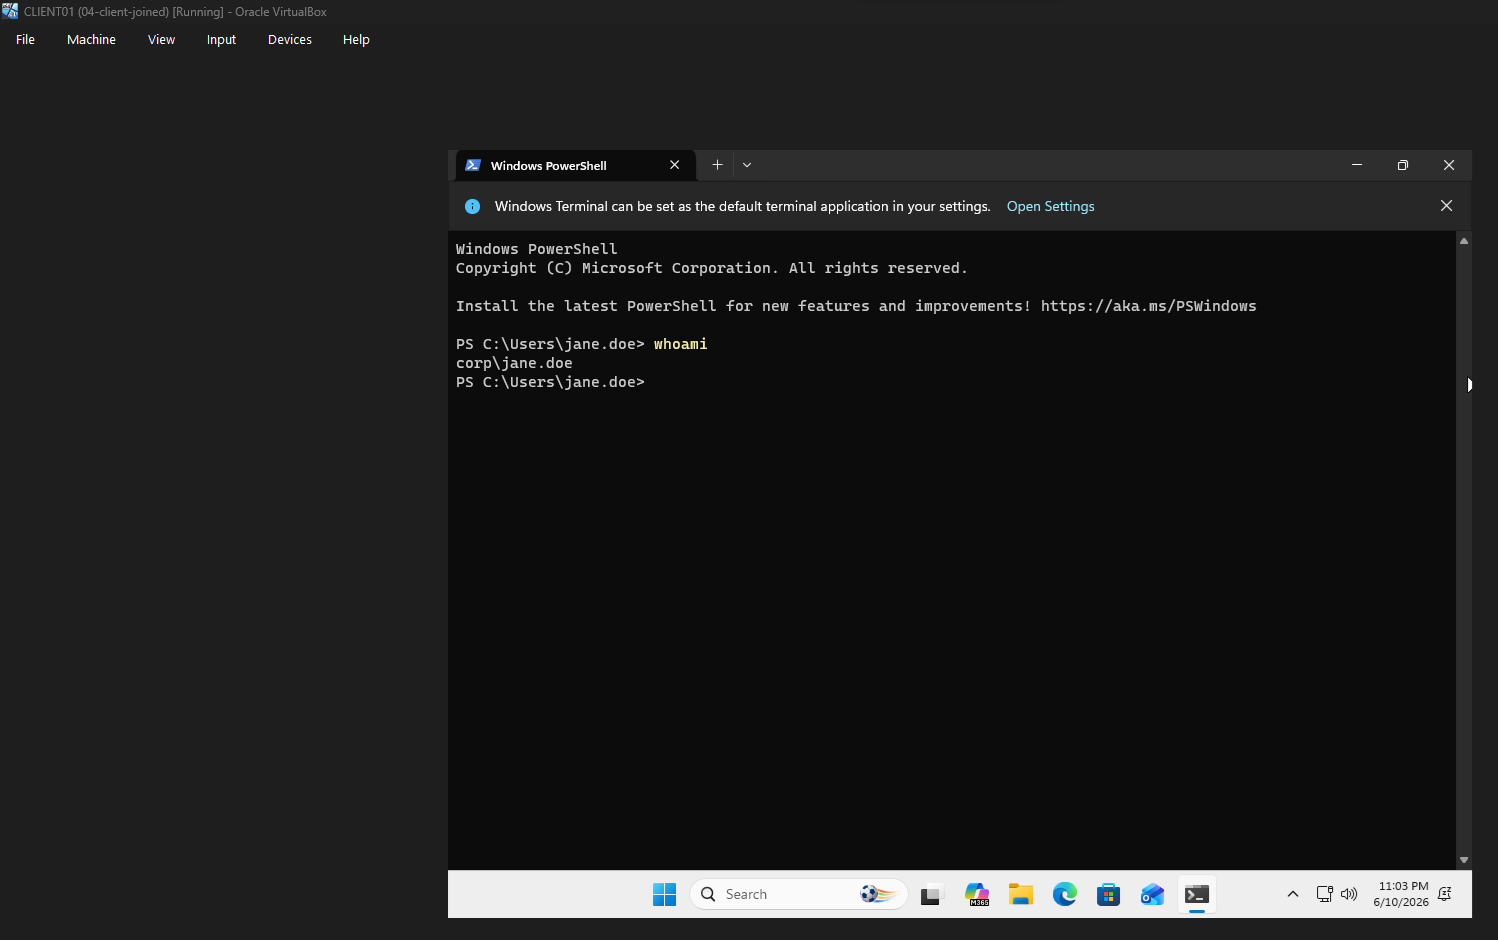 CLIENT01 (04-client-joined) [Running] - Oracle VirtualBox
File Machine View Input Devices Help
Windows PowerShell
Windows Terminal can be set as the default terminal application in your settings. Open Settings
Windows PowerShell
Copyright (C) Microsoft Corporation. All rights reserved.
Install the latest PowerShell for new features and improvements! https://aka.ms/PSWindows
PS C:\Users\jane.doe> whoami
corp\jane.doe
PS C:\Users\jane.doe>
Search
M365
11:03 PM
6/10/2026